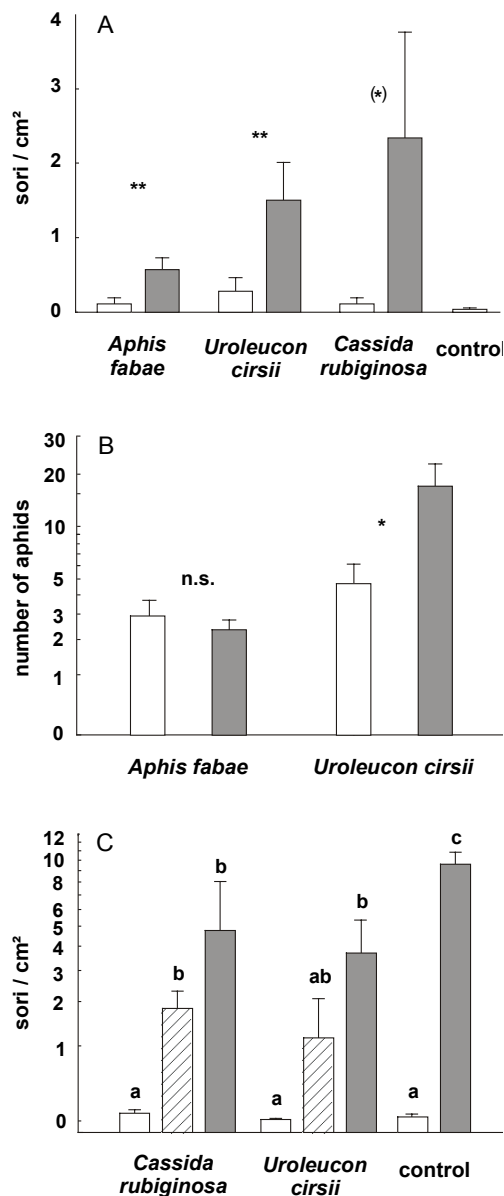 A
4
3
2
1
0
sori / cm²
**
**
(*)
Aphis fabae
Uroleucon cirsii
Cassida rubiginosa
control
B
30
20
10
5
3
2
1
0
number of aphids
n.s.
*
Aphis fabae
Uroleucon cirsii
C
12
10
8
6
5
4
3
2
1
0
sori / cm²
a
b
b
a
ab
b
a
c
Cassida rubiginosa
Uroleucon cirsii
control